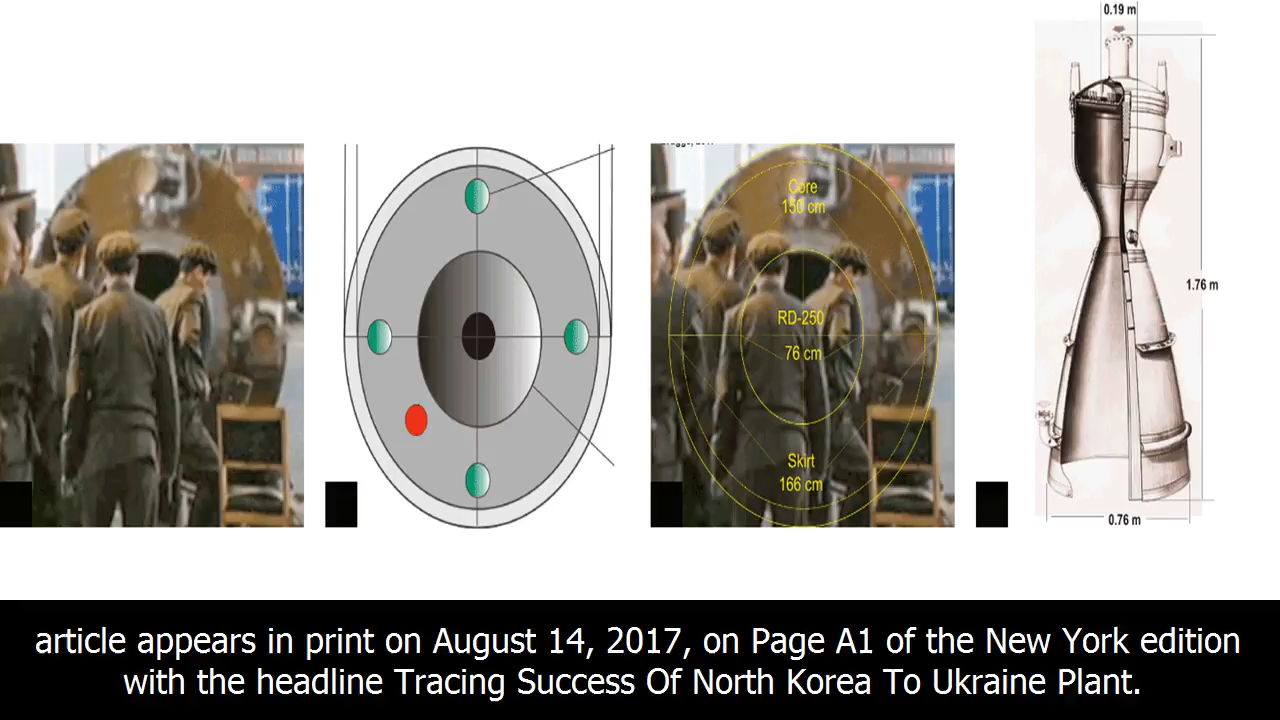 0.19 m
Core
150 cm
RD-250
76 cm
Skirt
166 cm
1.76 m
0.76 m
article appears in print on August 14, 2017, on Page A1 of the New York edition
with the headline Tracing Success Of North Korea To Ukraine Plant.